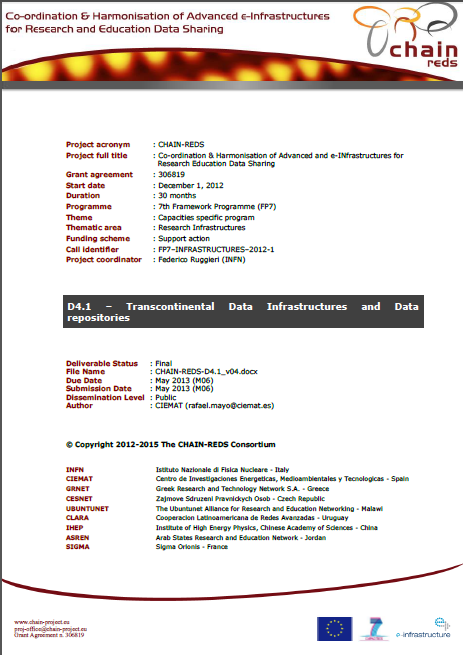 Co-ordination & Harmonisation of Advanced e-Infrastructures
for Research and Education Data Sharing
chain
reds
Project acronym : CHAIN-REDS
Project full title : Co-ordination & Harmonisation of Advanced and e-INfrastructures for
Research Education Data Sharing
Grant agreement : 306819
Start date : December 1, 2012
Duration : 30 months
Programme : 7th Framework Programme (FP7)
Theme : Capacities specific program
Thematic area : Research Infrastructures
Funding scheme : Support action
Call identifier : FP7–INFRASTRUCTURES–2012-1
Project coordinator : Federico Ruggieri (INFN)
D4.1 – Transcontinental Data Infrastructures and Data
repositories
Deliverable Status : Final
File Name : CHAIN-REDS-D4.1_v04.docx
Due Date : May 2013 (M06)
Submission Date : May 2013 (M06)
Dissemination Level : Public
Author : CIEMAT (rafael.mayo@ciemat.es)
© Copyright 2012-2015 The CHAIN-REDS Consortium
INFN Istituto Nazionale di Fisica Nucleare - Italy
CIEMAT Centro de Investigaciones Energeticas, Medioambientales y Tecnologicas - Spain
GRNET Greek Research and Technology Network S.A. - Greece
CESNET Zajmove Sdruzeni Pravnickych Osob - Czech Republic
UBUNTUNET The Ubuntunet Alliance for Research and Education Networking - Malawi
CLARA Cooperacion Latinoamericana de Redes Avanzadas - Uruguay
IHEP Institute of High Energy Physics, Chinese Academy of Sciences - China
ASREN Arab States Research and Education Network - Jordan
SIGMA Sigma Orionis - France
www.chain-project.eu
proj-office@chain-project.eu
Grant Agreement n. 306819
e-infrastructure